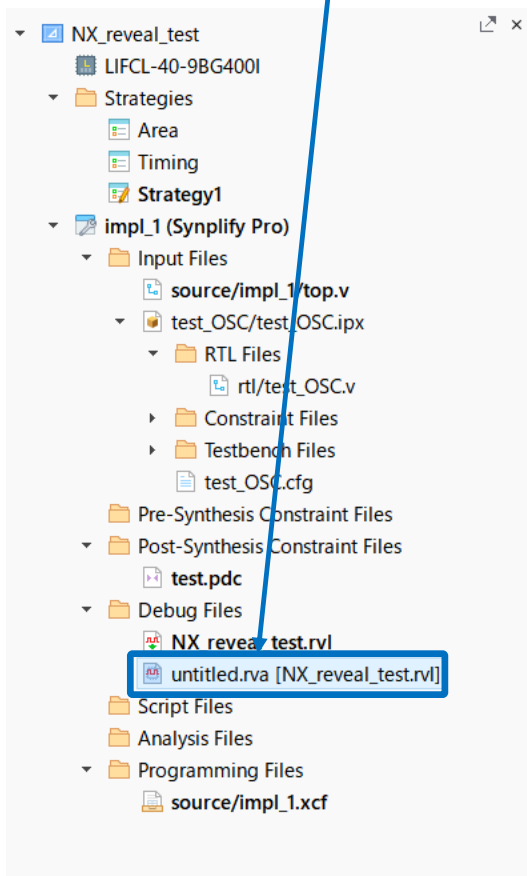 NX_reveal_test
LIFCL-40-9BG400I
Strategies
Area
Timing
Strategy1
impl_1 (Synplify Pro)
Input Files
source/impl_1/top.v
test_OSC/test_OSC.ipx
RTL Files
rtl/test_OSC.v
Constraint Files
Testbench Files
test_OSC.cfg
Pre-Synthesis Constraint Files
Post-Synthesis Constraint Files
test.pdc
Debug Files
NX_reveal_test.rvl
untitled.rva [NX_reveal_test.rvl]
Script Files
Analysis Files
Programming Files
source/impl_1.xcf